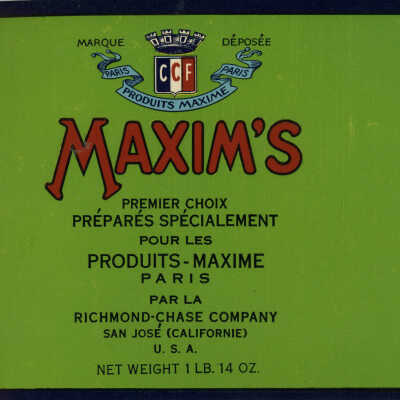 MARQUE DÉPOSÉE
CCF
PARIS PARIS
PRODUITS MAXIME
MAXIM'S
PREMIER CHOIX
PRÉPARÉS SPÉCIALEMENT
POUR LES
PRODUITS-MAXIME
PARIS
PAR LA
RICHMOND-CHASE COMPANY
SAN JOSÉ (CALIFORNIE)
U. S. A.
NET WEIGHT 1 LB. 14 OZ.